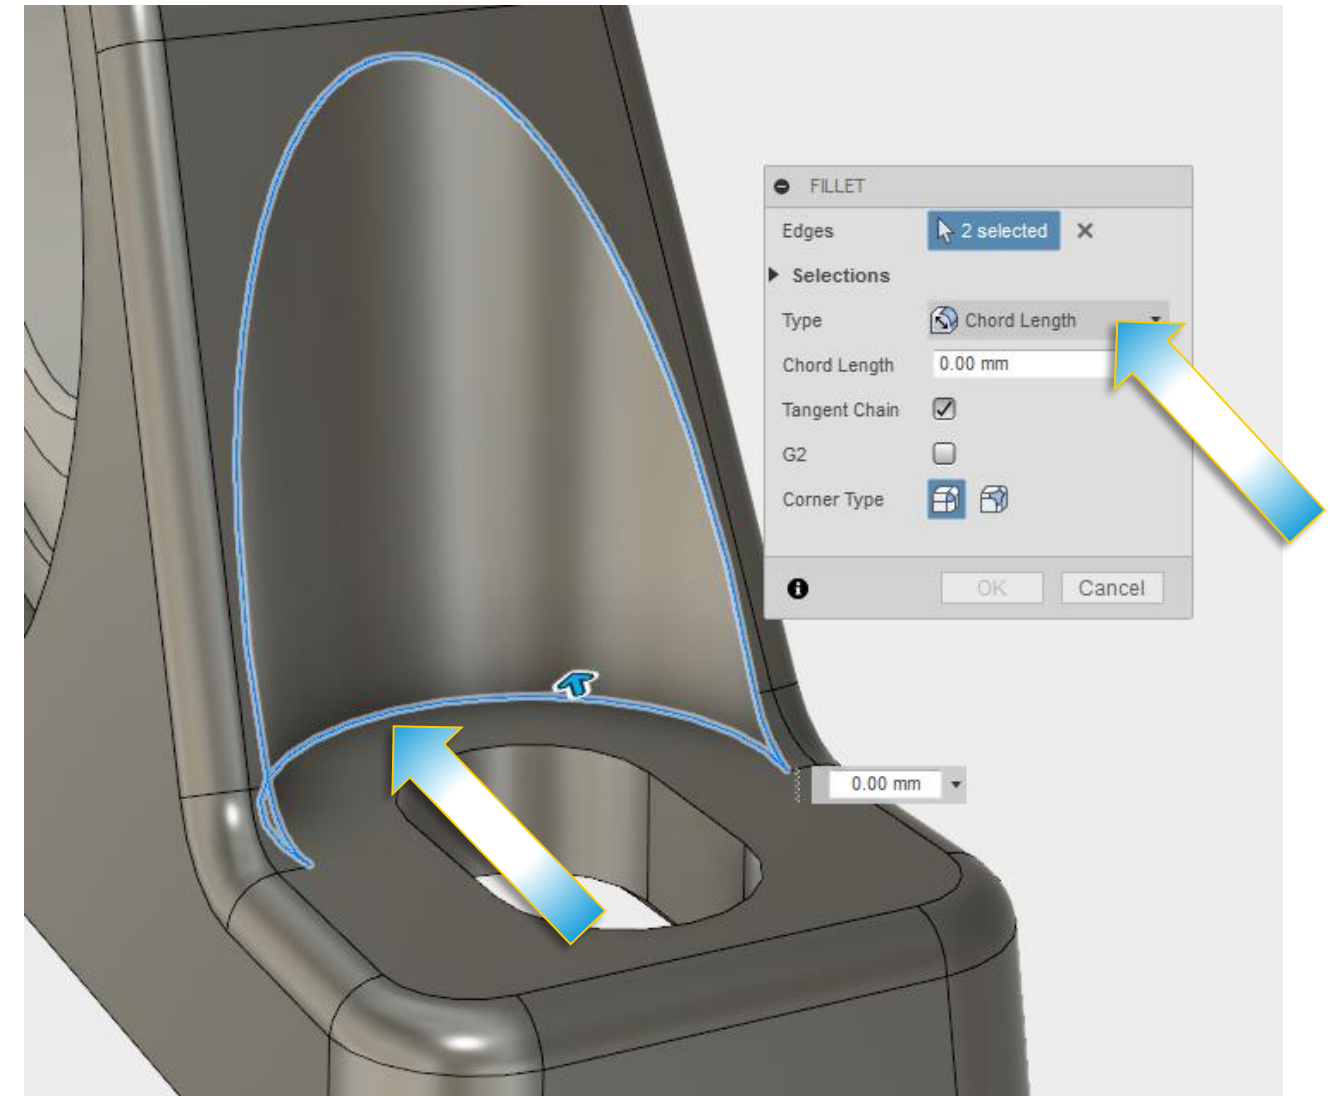 FILLET
Edges 2 selected
Selections
Type Chord Length
Chord Length 0.00 mm
Tangent Chain
G2
Corner Type
OK Cancel
0.00 mm